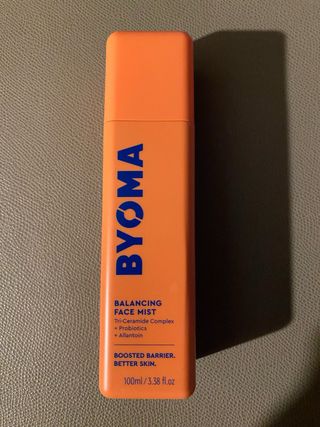 BYOMA
BALANCING
FACE MIST
Tri-Ceramide Complex
+ Probiotics
+ Allantoin
BOOSTED BARRIER.
BETTER SKIN.
100ml / 3.38 fl.oz